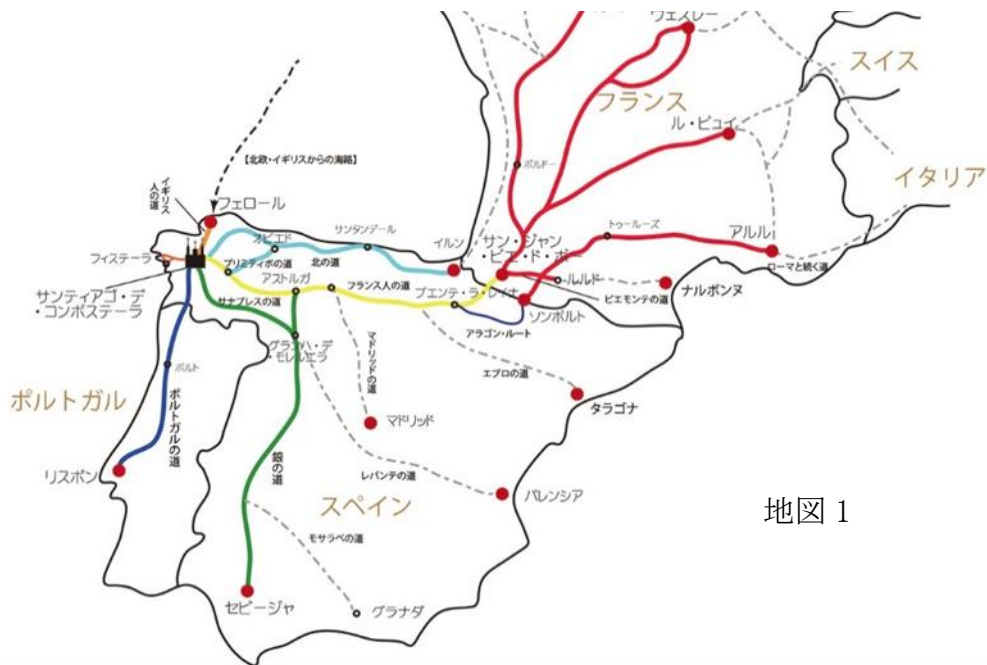 ヴェズレー
スイス
フランス
ル・ピュイ
イタリア
ボルドー
【北欧・イギリスからの海路】
イギリス
人の道
フェロール
サンタンデール
オビエド
イルン
サン・ジャン
・ピエ・ド・ポー
トゥールーズ
アルル
ローマと続く道
フィステーラ
プリミティボの道
北の道
ルルド
ナルボンヌ
ピエモンテの道
サンティアゴ・デ
・コンポステーラ
サナブレスの道
アストルガ
フランス人の道
プエンテ・ラ・レイナ
ソンポルト
アラゴン・ルート
グランハ・デ
・モレルエラ
マドリッドの道
エブロの道
ポルト
ポルトガル
ポルトガルの道
タラゴナ
マドリッド
リスボン
銀の道
レバンテの道
バレンシア
スペイン
地図 1
モサラベの道
セビージャ
グラナダ